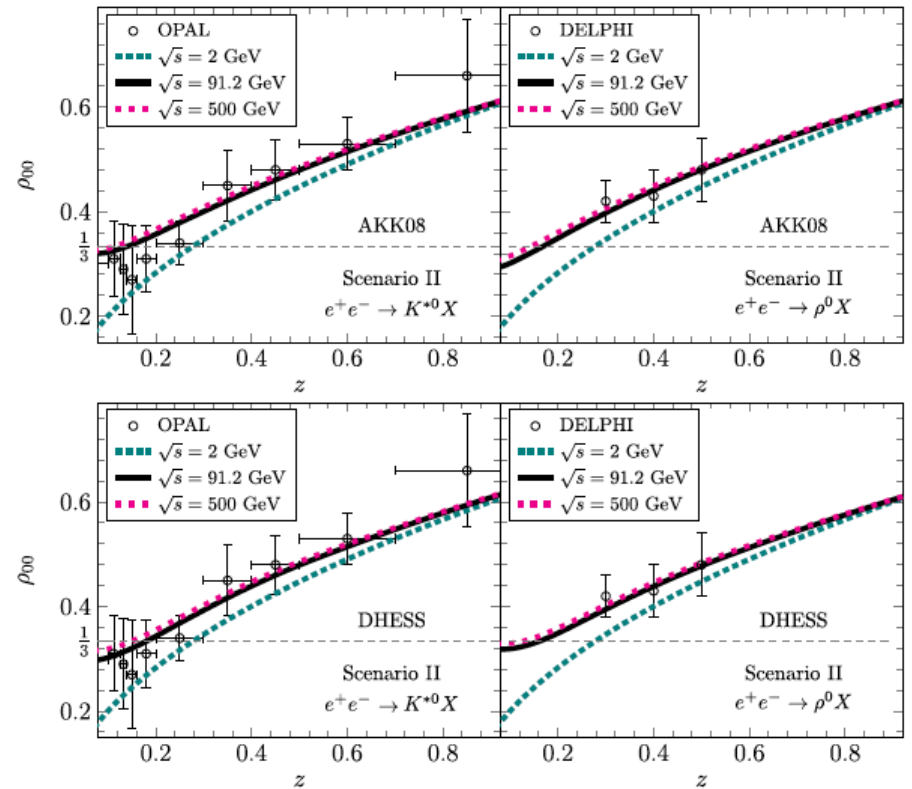 OPAL
√s = 2 GeV
√s = 91.2 GeV
√s = 500 GeV
ρ00
0.6
0.4
1
3
0.2
AKK08
Scenario II
e+e− → K*0X
0.2 0.4 0.6 0.8
z
DELPHI
√s = 2 GeV
√s = 91.2 GeV
√s = 500 GeV
AKK08
Scenario II
e+e− → ρ0X
0.2 0.4 0.6 0.8
z
OPAL
√s = 2 GeV
√s = 91.2 GeV
√s = 500 GeV
ρ00
0.6
0.4
1
3
0.2
DHESS
Scenario II
e+e− → K*0X
0.2 0.4 0.6 0.8
z
DELPHI
√s = 2 GeV
√s = 91.2 GeV
√s = 500 GeV
DHESS
Scenario II
e+e− → ρ0X
0.2 0.4 0.6 0.8
z